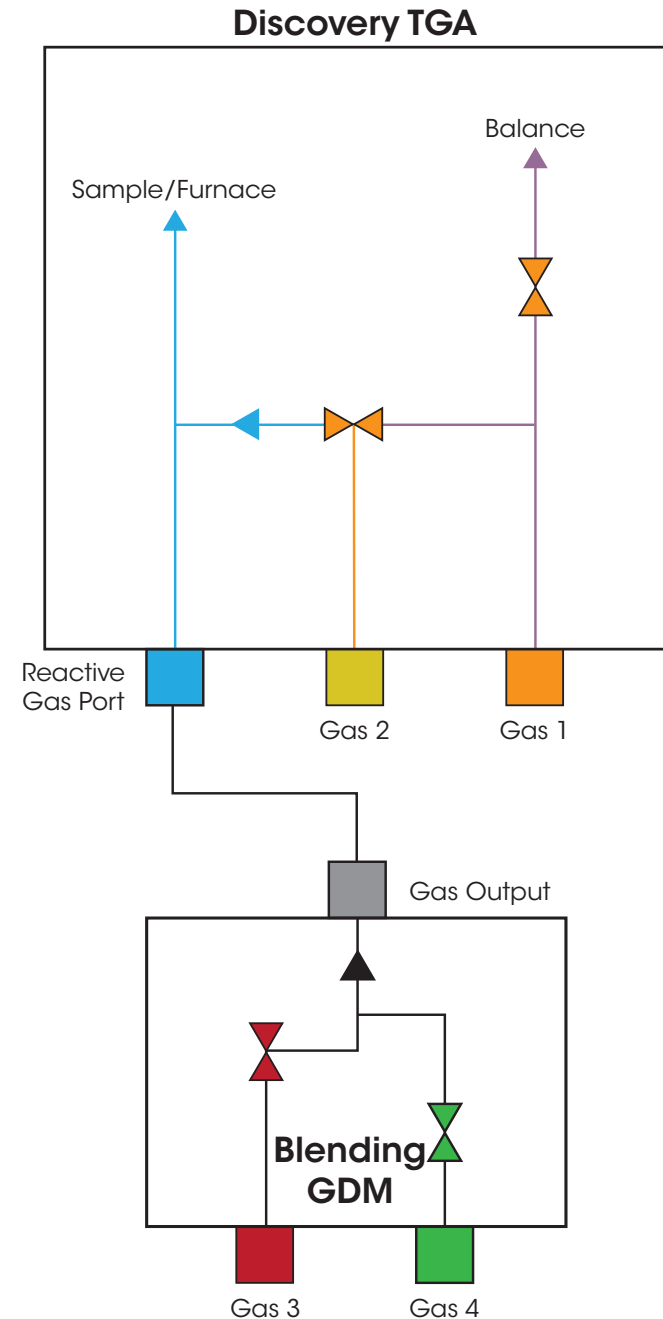 Discovery TGA
Balance
Sample/Furnace
Reactive
Gas Port
Gas 2
Gas 1
Gas Output
Blending
GDM
Gas 3
Gas 4